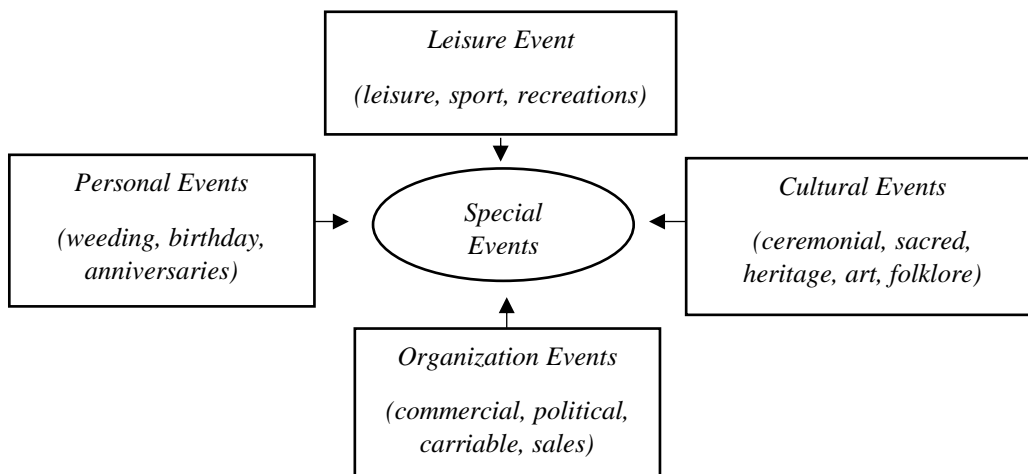 Leisure Event
(leisure, sport, recreations)
Personal Events
(weeding, birthday,
anniversaries)
Special
Events
Cultural Events
(ceremonial, sacred,
heritage, art, folklore)
Organization Events
(commercial, political,
carriable, sales)